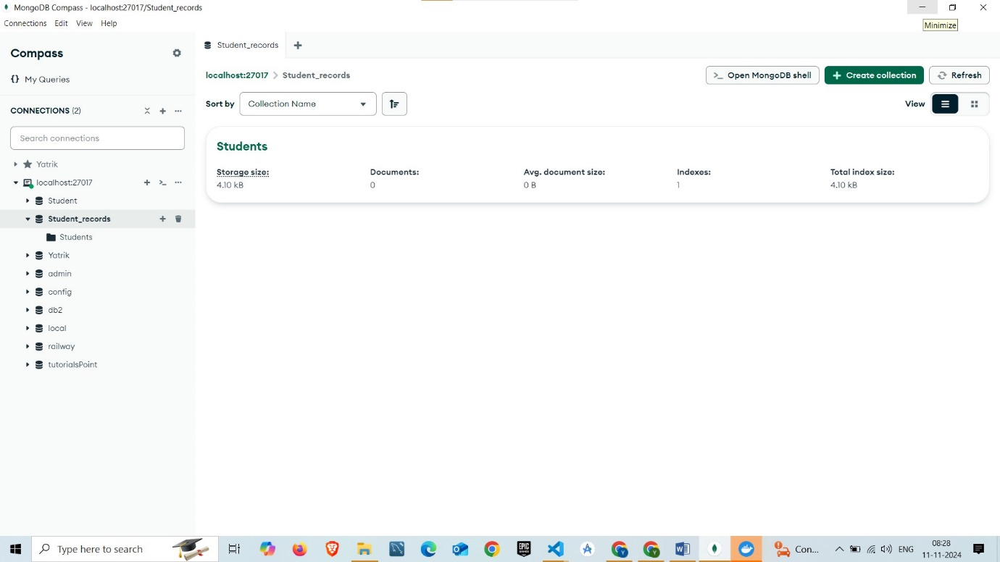 MongoDB Compass - localhost:27017/Student_records
Connections Edit View Help
Minimize
Compass
My Queries
CONNECTIONS (2)
Search connections
Yatrik
localhost:27017
Student
Student_records
Students
Yatrik
admin
config
db2
local
railway
tutorialsPoint
Student_records
localhost:27017 > Student_records
>_ Open MongoDB shell
+ Create collection
Refresh
Sort by Collection Name
View
Students
Storage size: Documents: Avg. document size: Indexes: Total index size:
4.10 kB 0 0 B 1 4.10 kB
Type here to search
EPIC GAMES
Con...
ENG
08:28
11-11-2024